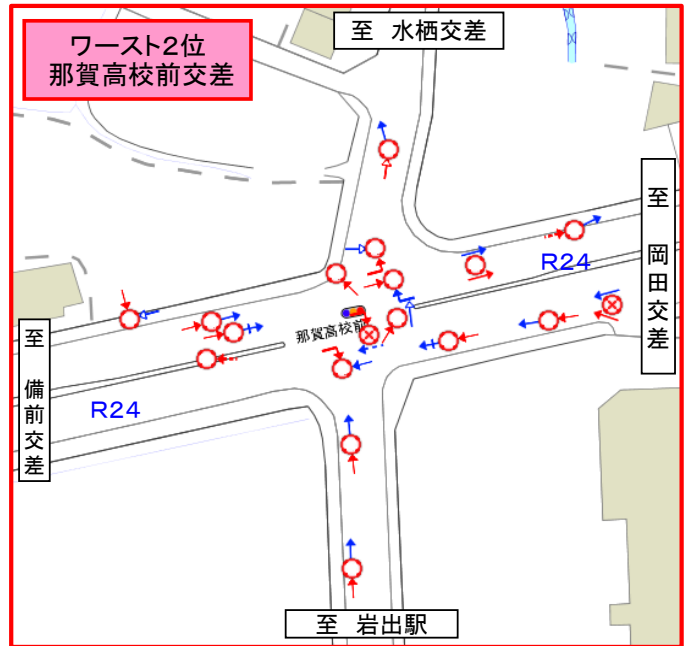 ワースト2位
那賀高校前交差
至 水栖交差
至 岡田交差
R24
那賀高校前
至 備前交差
R24
至 岩出駅